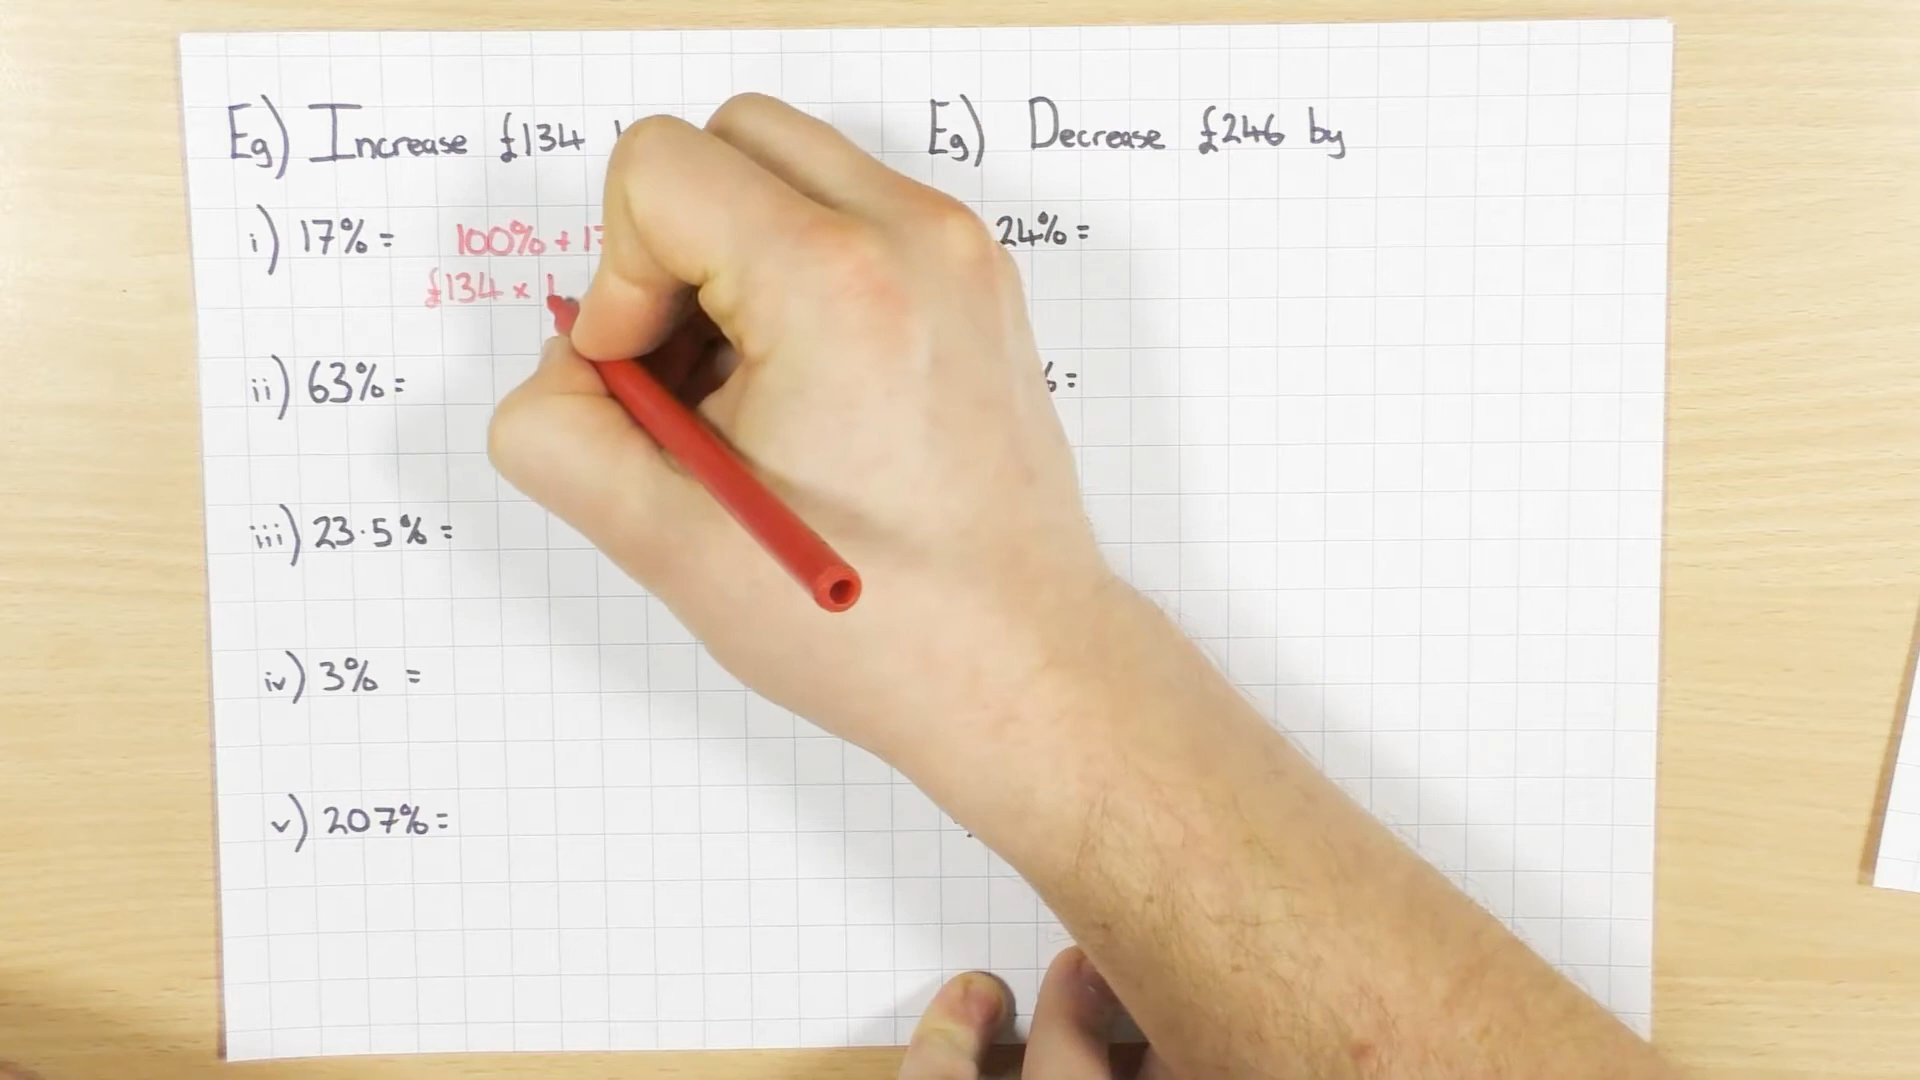 Eg) Increase £134
i) 17% = 100% + 17
£134 × 1
ii) 63% =
iii) 23·5% =
iv) 3% =
v) 207% =
Eg) Decrease £246 by
24% =
% =